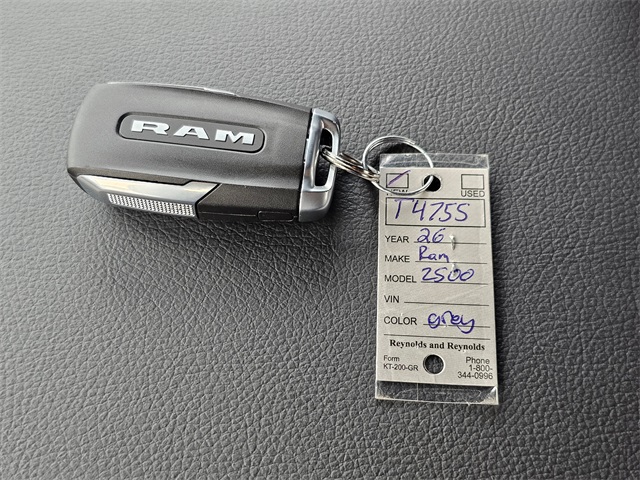 RAM
NEW USED
T4755
YEAR 26
MAKE Ram
MODEL 2500
VIN
COLOR grey
Reynolds and Reynolds
Form
KT-200-GR
Phone
1-800-
344-0996